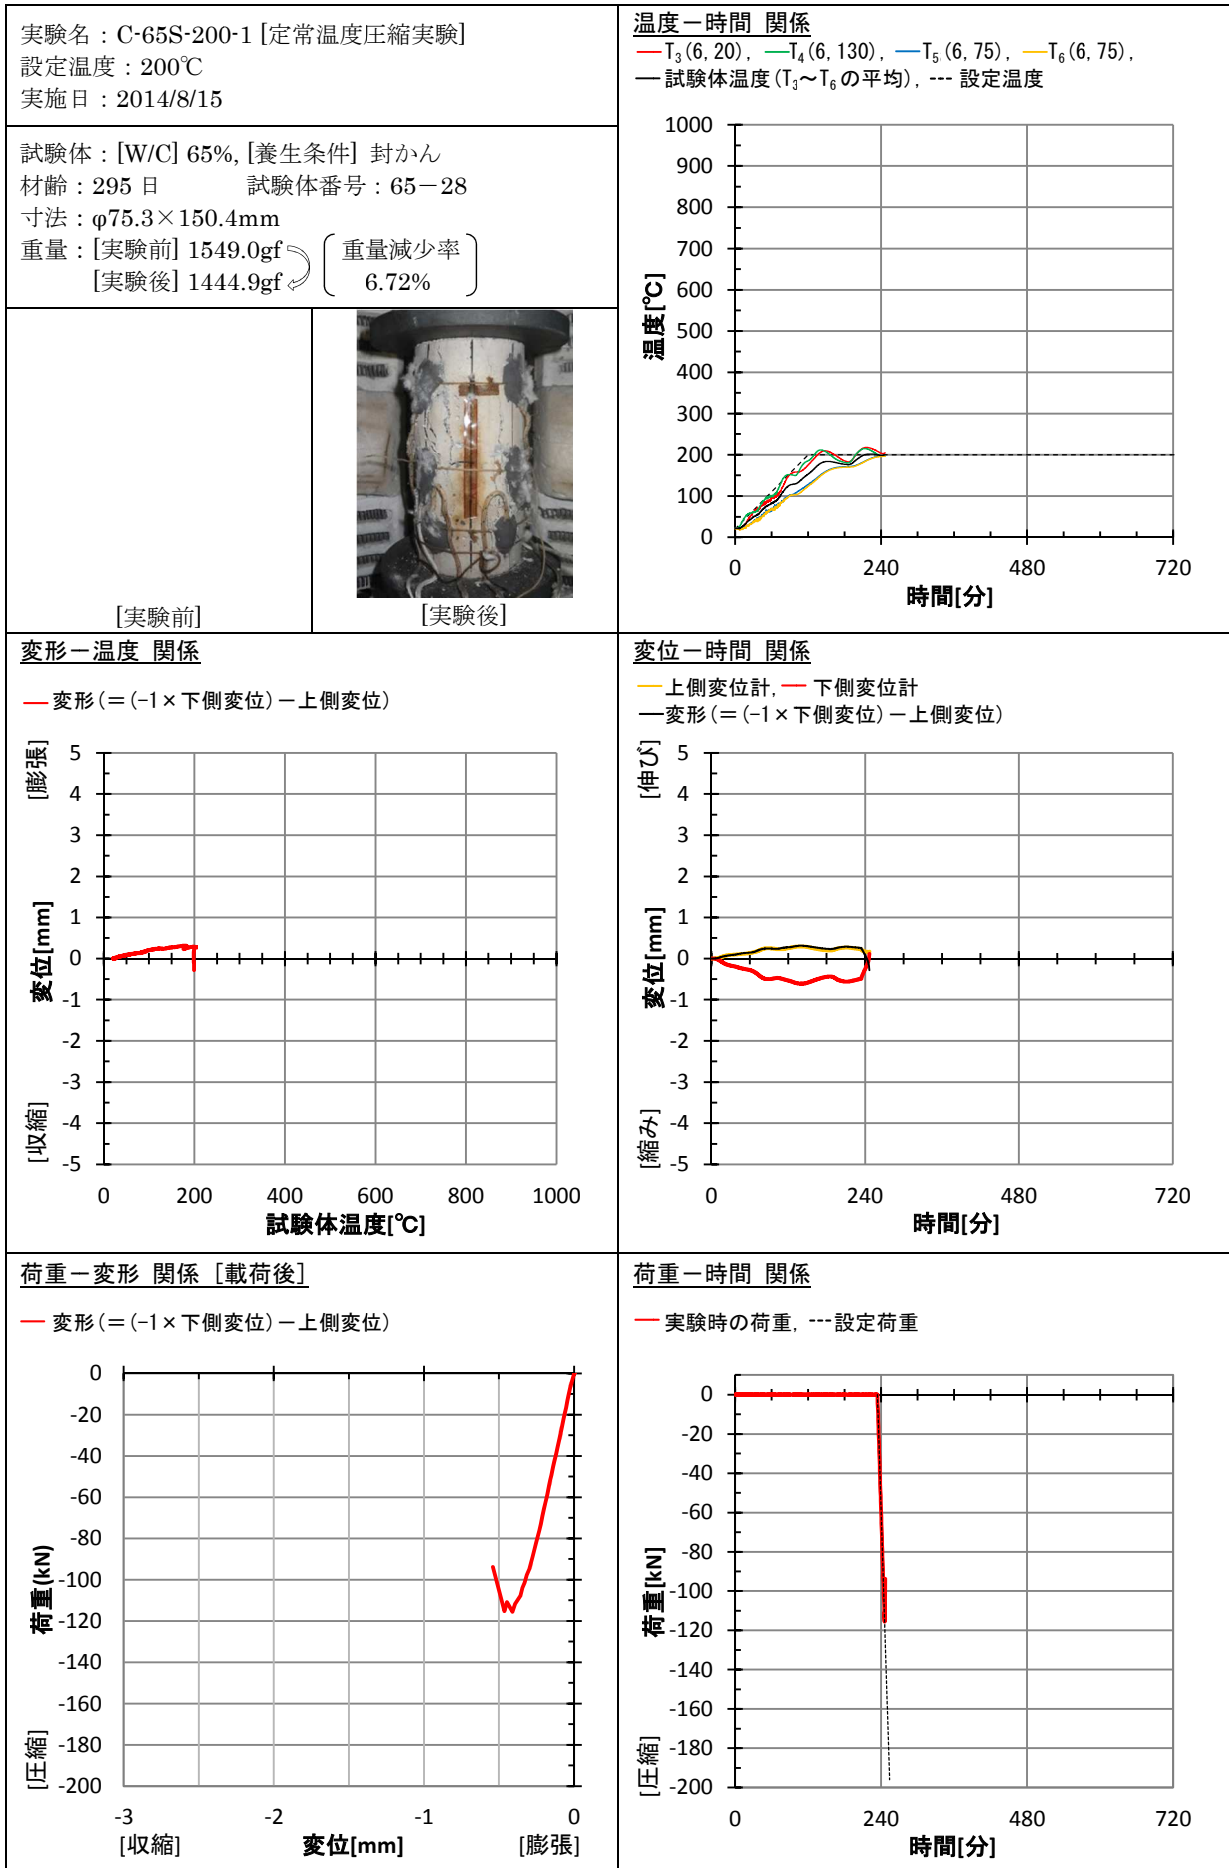 実験名：C-65S-200-1 [定常温度圧縮実験]
設定温度：200℃
実施日：2014/8/15
試験体：[W/C] 65%, [養生条件] 封かん
材齢：295 日　試験体番号：65－28
寸法：φ75.3×150.4mm
重量：[実験前] 1549.0gf
[実験後] 1444.9gf
重量減少率
6.72%
[実験前]
[実験後]
温度－時間 関係
T3(6, 20), T4(6, 130), T5(6, 75), T6(6, 75),
試験体温度(T3～T6の平均), --- 設定温度
1000
900
800
700
600
500
400
300
200
100
0
温度[℃]
0 240 480 720
時間[分]
変形－温度 関係
変形(＝(-1×下側変位)－上側変位)
[膨張]
5
4
3
2
1
0
-1
-2
-3
-4
-5
変位[mm]
[収縮]
0 200 400 600 800 1000
試験体温度[℃]
変位－時間 関係
上側変位計, 下側変位計
変形(＝(-1×下側変位)－上側変位)
[伸び]
5
4
3
2
1
0
-1
-2
-3
-4
-5
変位[mm]
[縮み]
0 240 480 720
時間[分]
荷重－変形 関係 [載荷後]
変形(＝(-1×下側変位)－上側変位)
0
-20
-40
-60
-80
-100
-120
-140
-160
-180
-200
荷重(kN)
[圧縮]
-3 -2 -1 0
[収縮] 変位[mm] [膨張]
荷重－時間 関係
実験時の荷重, ---設定荷重
0
-20
-40
-60
-80
-100
-120
-140
-160
-180
-200
荷重[kN]
[圧縮]
0 240 480 720
時間[分]